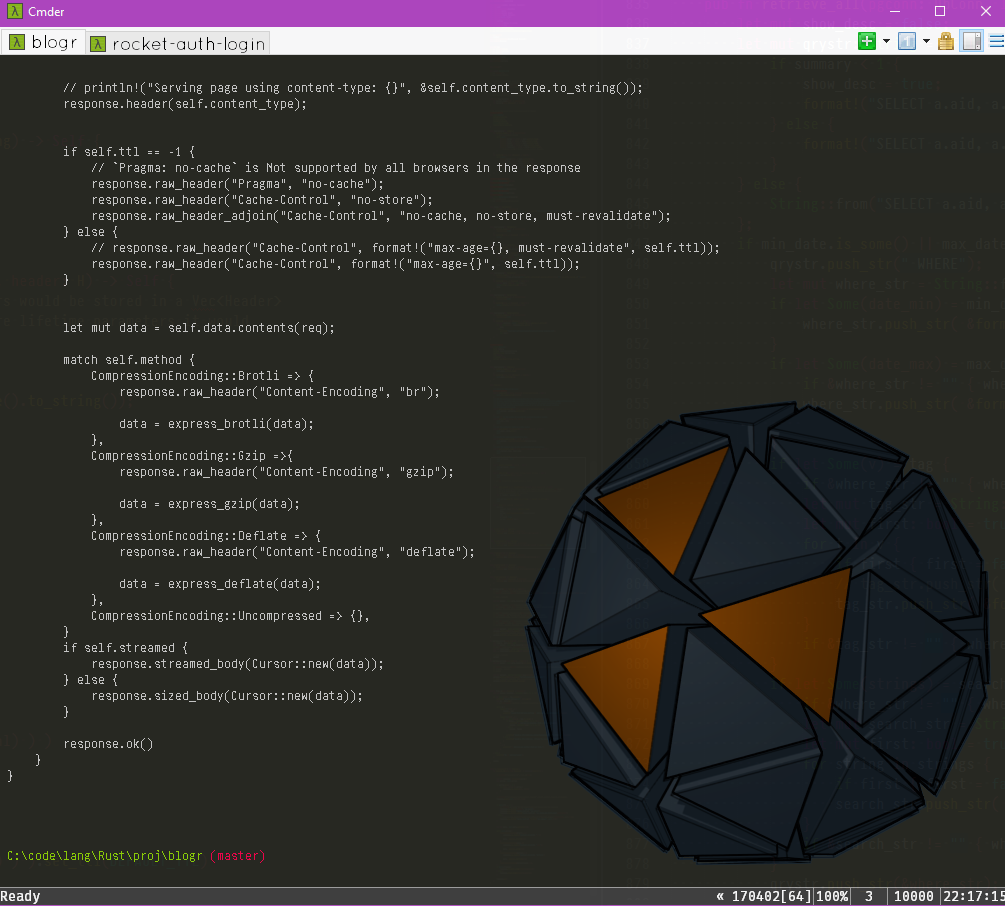 Cmder
blogr
rocket-auth-login
// println!("Serving page using content-type: {}", &self.content_type.to_string());
response.header(self.content_type);
if self.ttl == -1 {
// `Pragma: no-cache` is Not supported by all browsers in the response
response.raw_header("Pragma", "no-cache");
response.raw_header("Cache-Control", "no-store");
response.raw_header_adjoin("Cache-Control", "no-cache, no-store, must-revalidate");
} else {
// response.raw_header("Cache-Control", format!("max-age={}, must-revalidate", self.ttl));
response.raw_header("Cache-Control", format!("max-age={}", self.ttl));
}
let mut data = self.data.contents(req);
match self.method {
CompressionEncoding::Brotli => {
response.raw_header("Content-Encoding", "br");
data = express_brotli(data);
},
CompressionEncoding::Gzip =>{
response.raw_header("Content-Encoding", "gzip");
data = express_gzip(data);
},
CompressionEncoding::Deflate => {
response.raw_header("Content-Encoding", "deflate");
data = express_deflate(data);
},
CompressionEncoding::Uncompressed => {},
}
if self.streamed {
response.streamed_body(Cursor::new(data));
} else {
response.sized_body(Cursor::new(data));
}
response.ok()
}
}
C:\code\lang\Rust\proj\blogr (master)
Ready
« 170402[64] 100% 3 10000 22:17:15